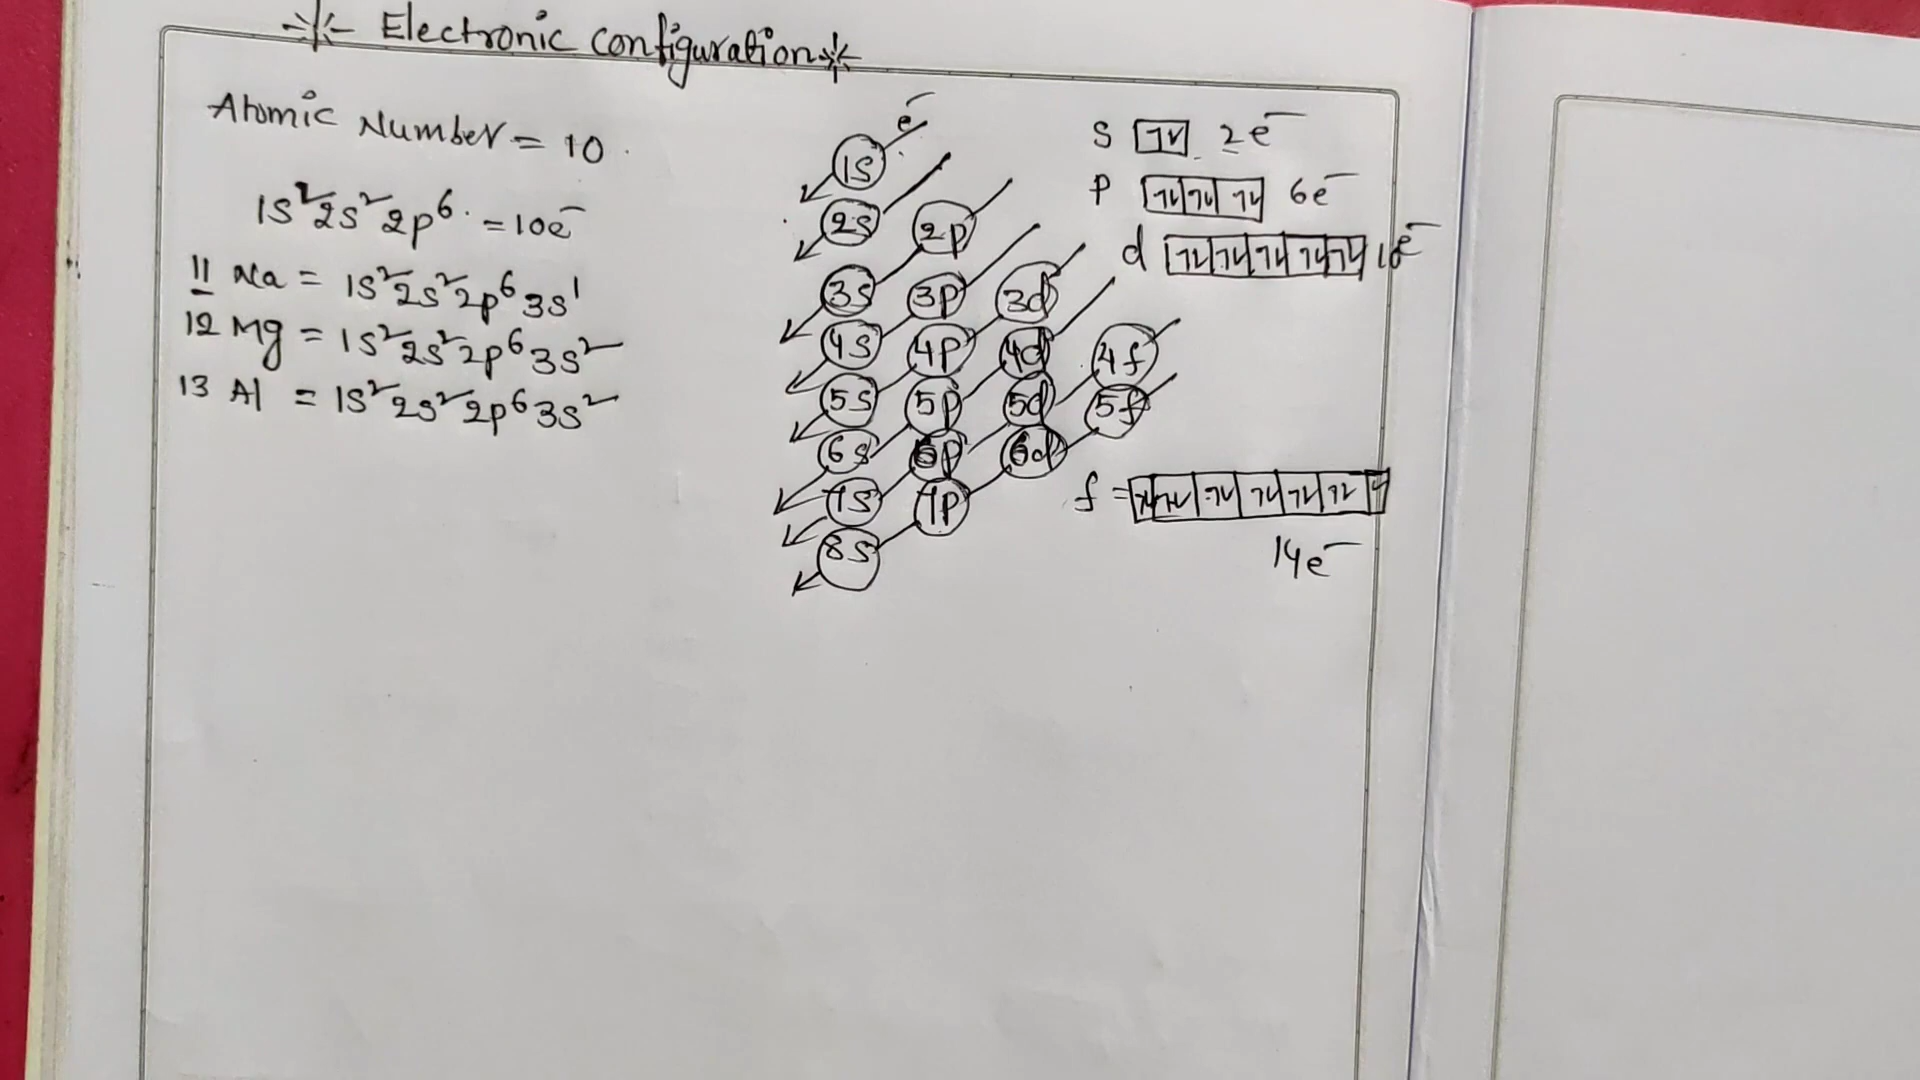 Electronic configuration
Atomic Number = 10
1s² 2s² 2p⁶ = 10e⁻
11 Na = 1s² 2s² 2p⁶ 3s¹
12 Mg = 1s² 2s² 2p⁶ 3s²
13 Al = 1s² 2s² 2p⁶ 3s²
e⁻
1s
2s 2p
3s 3p 3d
4s 4p 4d 4f
5s 5p 5d 5f
6s 6p 6d
7s 7p
8s
s 2e⁻
p 6e⁻
d 10e⁻
f =
14e⁻